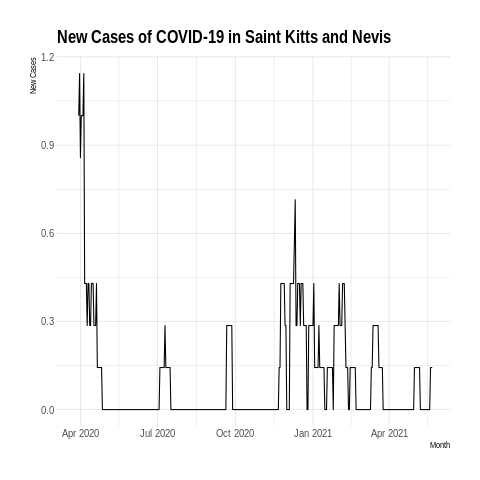 New Cases of COVID-19 in Saint Kitts and Nevis
New Cases
1.2
0.9
0.6
0.3
0.0
Apr 2020 Jul 2020 Oct 2020 Jan 2021 Apr 2021
Month